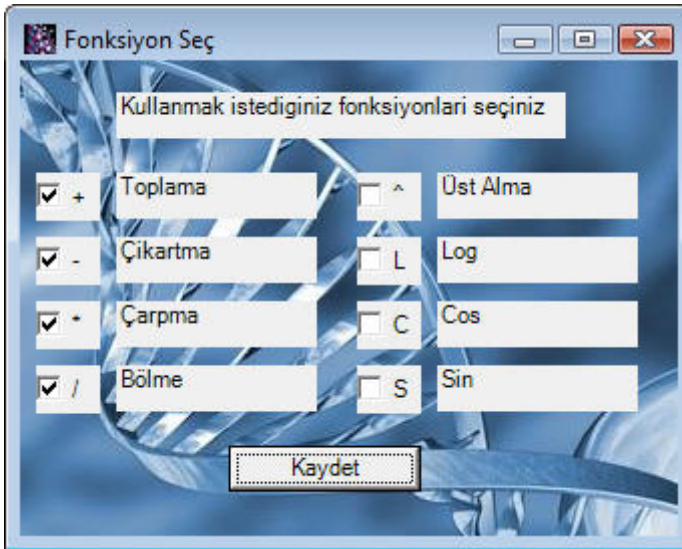 Fonksiyon Seç
Kullanmak istediginiz fonksiyonlari seçiniz
+ Toplama ^ Üst Alma
- Çikartma L Log
* Çarpma C Cos
/ Bölme S Sin
Kaydet